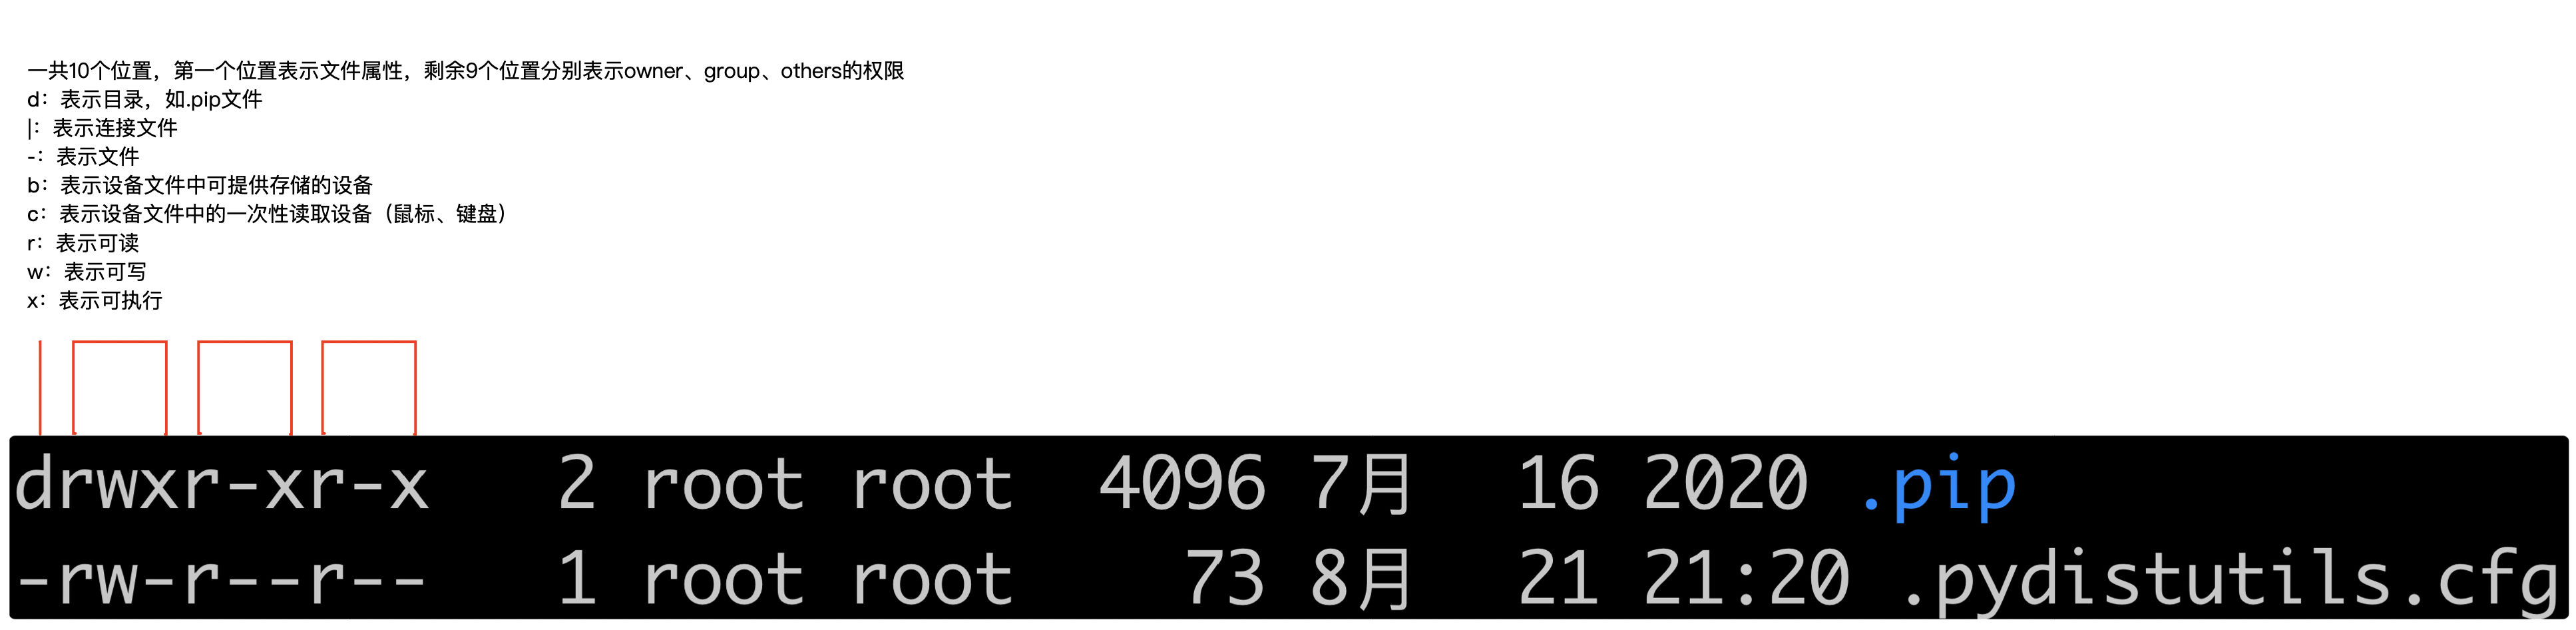 一共10个位置，第一个位置表示文件属性，剩余9个位置分别表示owner、group、others的权限
d：表示目录，如.pip文件
|：表示连接文件
-：表示文件
b：表示设备文件中可提供存储的设备
c：表示设备文件中的一次性读取设备（鼠标、键盘）
r：表示可读
w：表示可写
x：表示可执行
drwxr-xr-x 2 root root 4096 7月 16 2020 .pip
-rw-r--r-- 1 root root 73 8月 21 21:20 .pydistutils.cfg